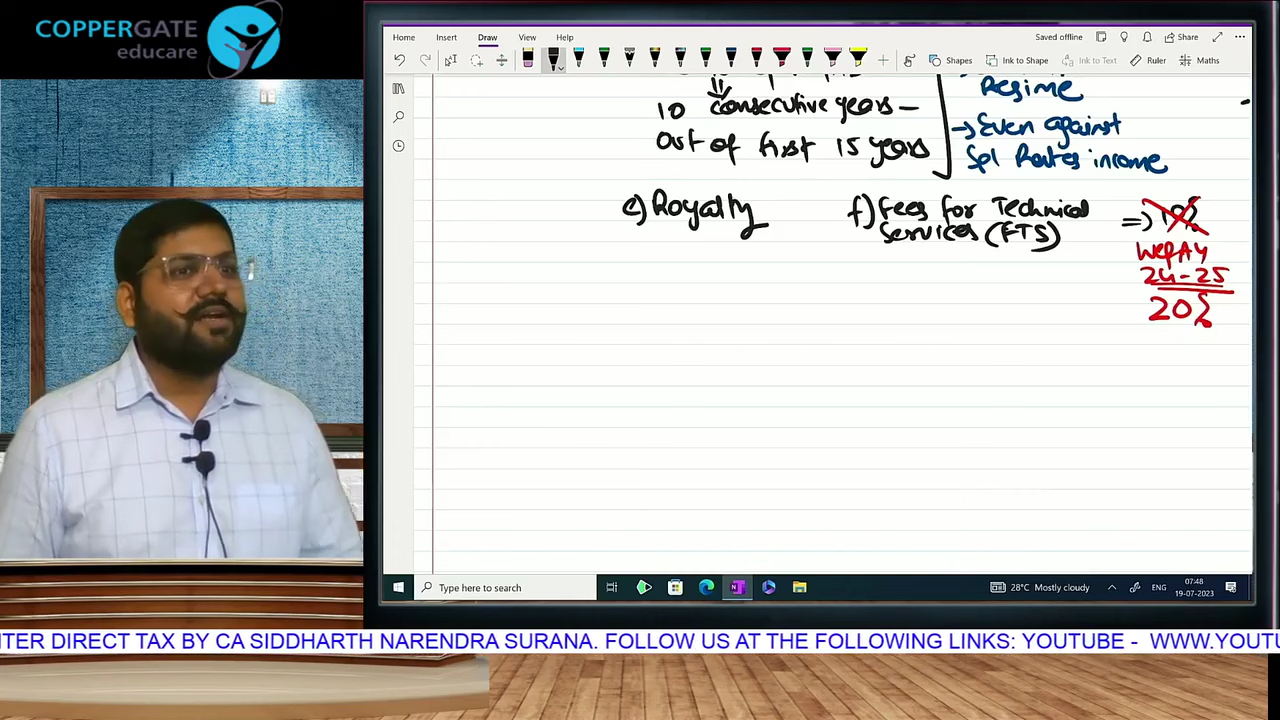 COPPERGATE
educare
Home Insert Draw View Help
Saved offline
Share
Shapes
Ink to Shape
Ink to Text
Ruler
Maths
Regime
10 consecutive years –
out of first 15 years
→ Even against
Spl Rates income
e) Royalty
f) Fees for Technical
Services (FTS)
⇒ 10%
wef AY
24-25
20%
Type here to search
28°C Mostly cloudy
ENG
07:48
19-07-2023
NTER DIRECT TAX BY CA SIDDHARTH NARENDRA SURANA. FOLLOW US AT THE FOLLOWING LINKS: YOUTUBE - WWW.YOUTU